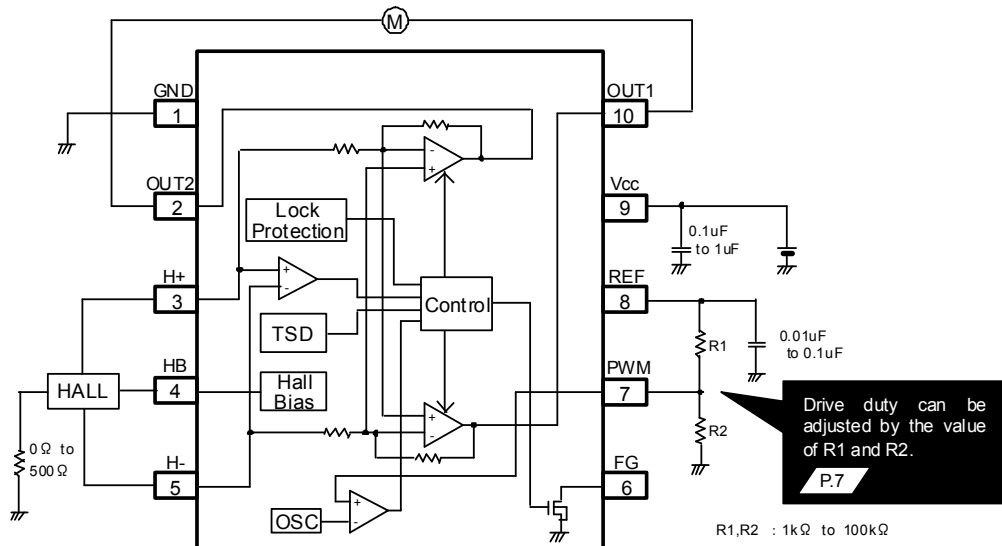 M
GND
1
OUT1
10
-
+
OUT2
2
Vcc
9
Lock
Protection
0.1uF
to 1uF
H+
3
+
-
REF
8
Control
TSD
R1
0.01uF
to 0.1uF
HALL
HB
4
Hall
Bias
PWM
7
+
-
R2
Drive duty can be
adjusted by the value
of R1 and R2.
P.7
0Ω to
500Ω
H-
5
FG
6
+
-
OSC
R1,R2 : 1kΩ to 100kΩ